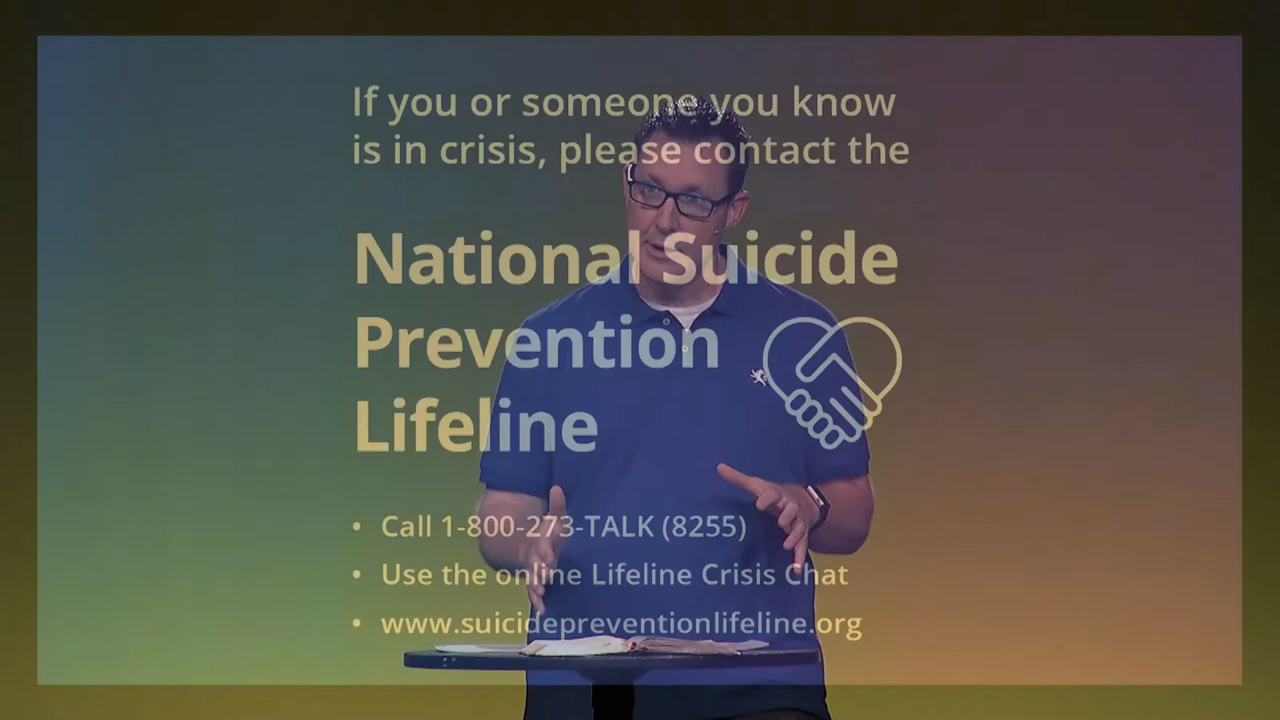 If you or someone you know
is in crisis, please contact the
National Suicide
Prevention
Lifeline
• Call 1-800-273-TALK (8255)
• Use the online Lifeline Crisis Chat
• www.suicidepreventionlifeline.org